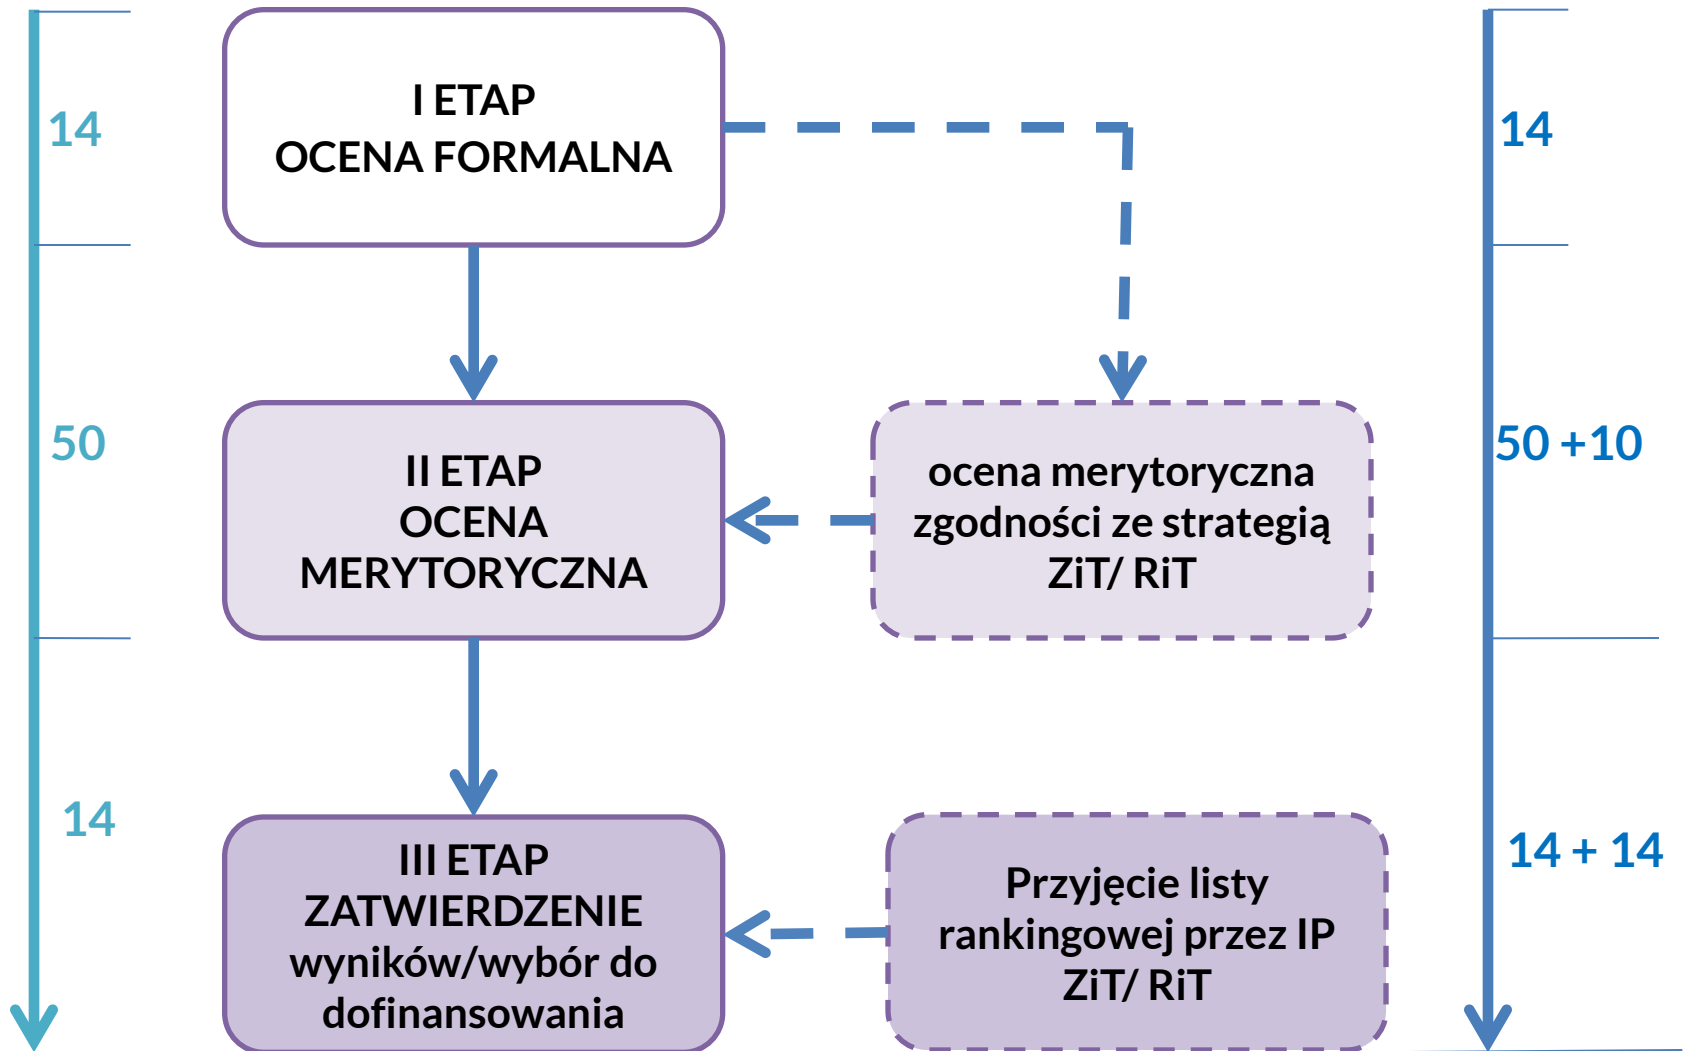 14
I ETAP
OCENA FORMALNA
14
50
II ETAP
OCENA
MERYTORYCZNA
ocena merytoryczna
zgodności ze strategią
ZiT/ RiT
50 +10
14
III ETAP
ZATWIERDZENIE
wyników/wybór do
dofinansowania
Przyjęcie listy
rankingowej przez IP
ZiT/ RiT
14 + 14